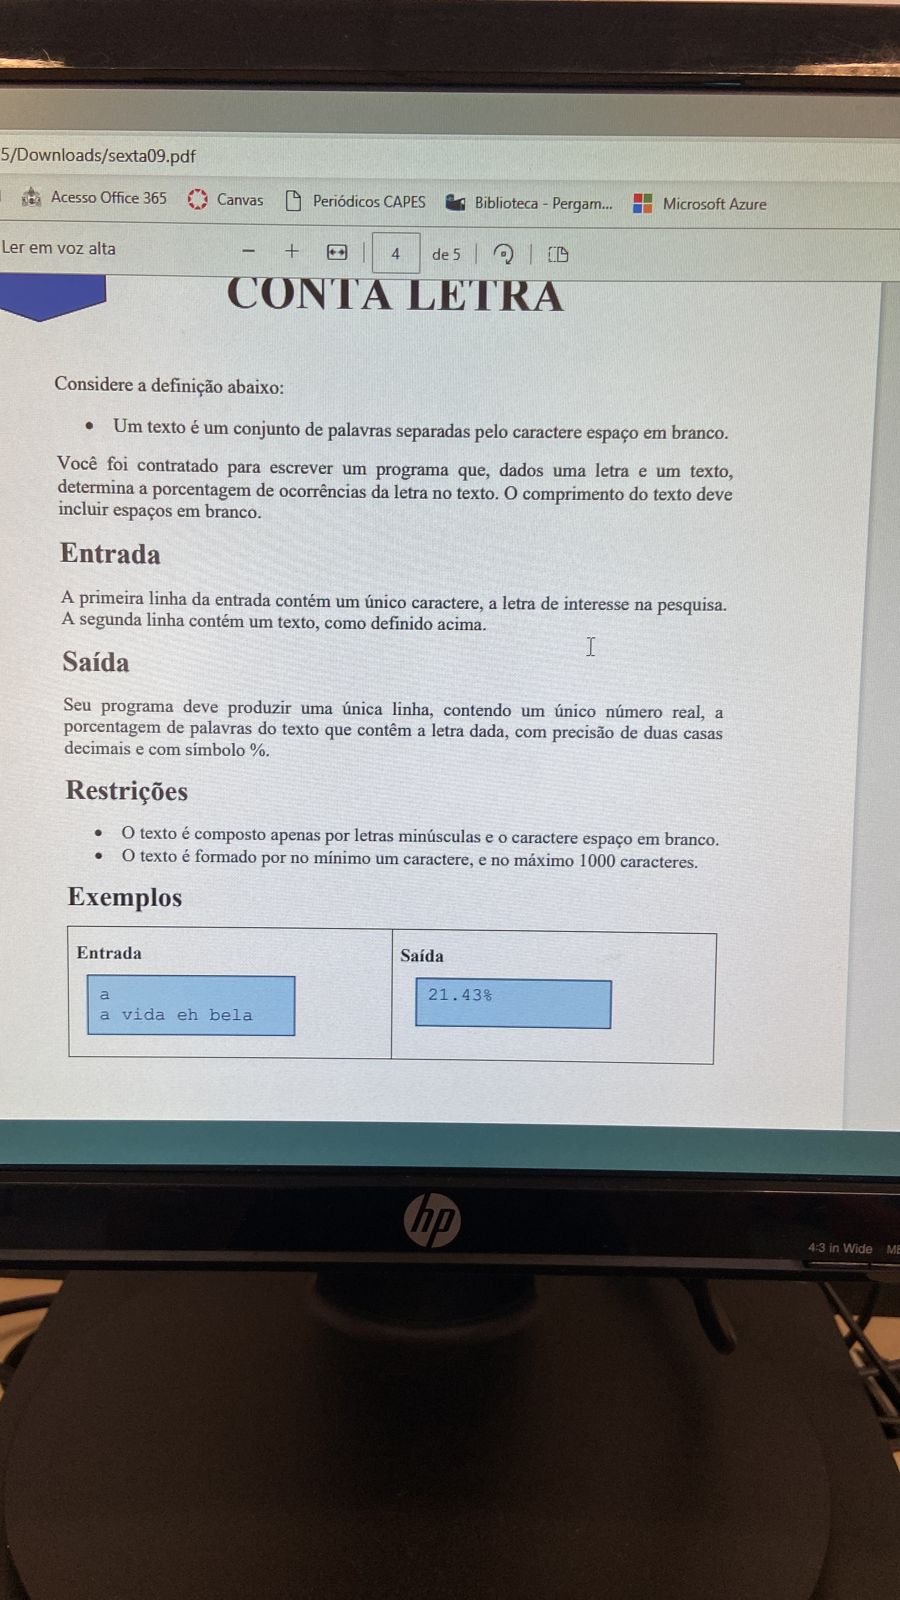 5/Downloads/sexta09.pdf
Acesso Office 365 Canvas Periódicos CAPES Biblioteca - Pergam... Microsoft Azure
Ler em voz alta − + 4 de 5
CONTA LETRA
Considere a definição abaixo:
• Um texto é um conjunto de palavras separadas pelo caractere espaço em branco.
Você foi contratado para escrever um programa que, dados uma letra e um texto,
determina a porcentagem de ocorrências da letra no texto. O comprimento do texto deve
incluir espaços em branco.
Entrada
A primeira linha da entrada contém um único caractere, a letra de interesse na pesquisa.
A segunda linha contém um texto, como definido acima.
Saída
Seu programa deve produzir uma única linha, contendo um único número real, a
porcentagem de palavras do texto que contêm a letra dada, com precisão de duas casas
decimais e com símbolo %.
Restrições
• O texto é composto apenas por letras minúsculas e o caractere espaço em branco.
• O texto é formado por no mínimo um caractere, e no máximo 1000 caracteres.
Exemplos
Entrada
a
a vida eh bela
Saída
21.43%
hp
4:3 in Wide